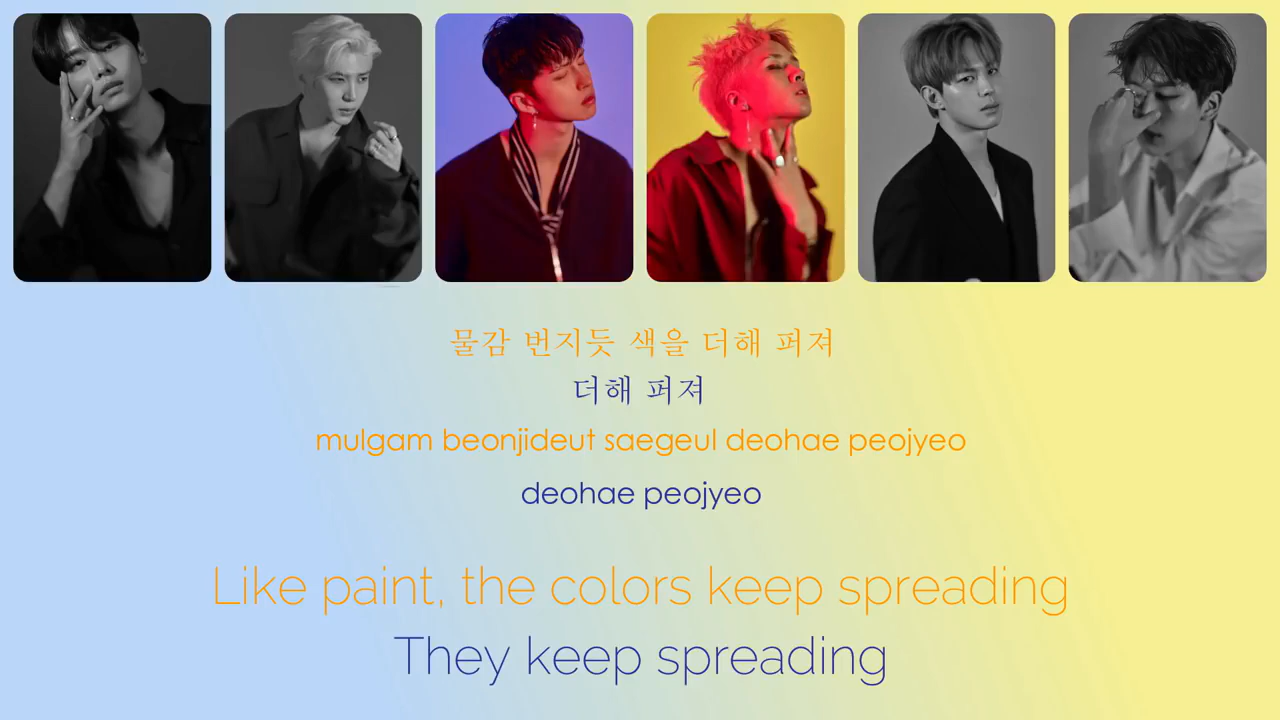 물감 번지듯 색을 더해 퍼져
더해 퍼져
mulgam beonjideut saegeul deohae peojyeo
deohae peojyeo
Like paint, the colors keep spreading
They keep spreading